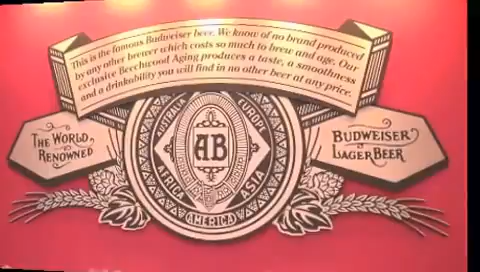 This is the famous Budweiser beer. We know of no brand produced
by any other brewer which costs so much to brew and age. Our
exclusive Beechwood Aging produces a taste, a smoothness
and a drinkability you will find in no other beer at any price.
THE WORLD
RENOWNED
AUSTRALIA
EUROPE
AB
AFRICA
ASIA
AMERICA
BUDWEISER
LAGER BEER